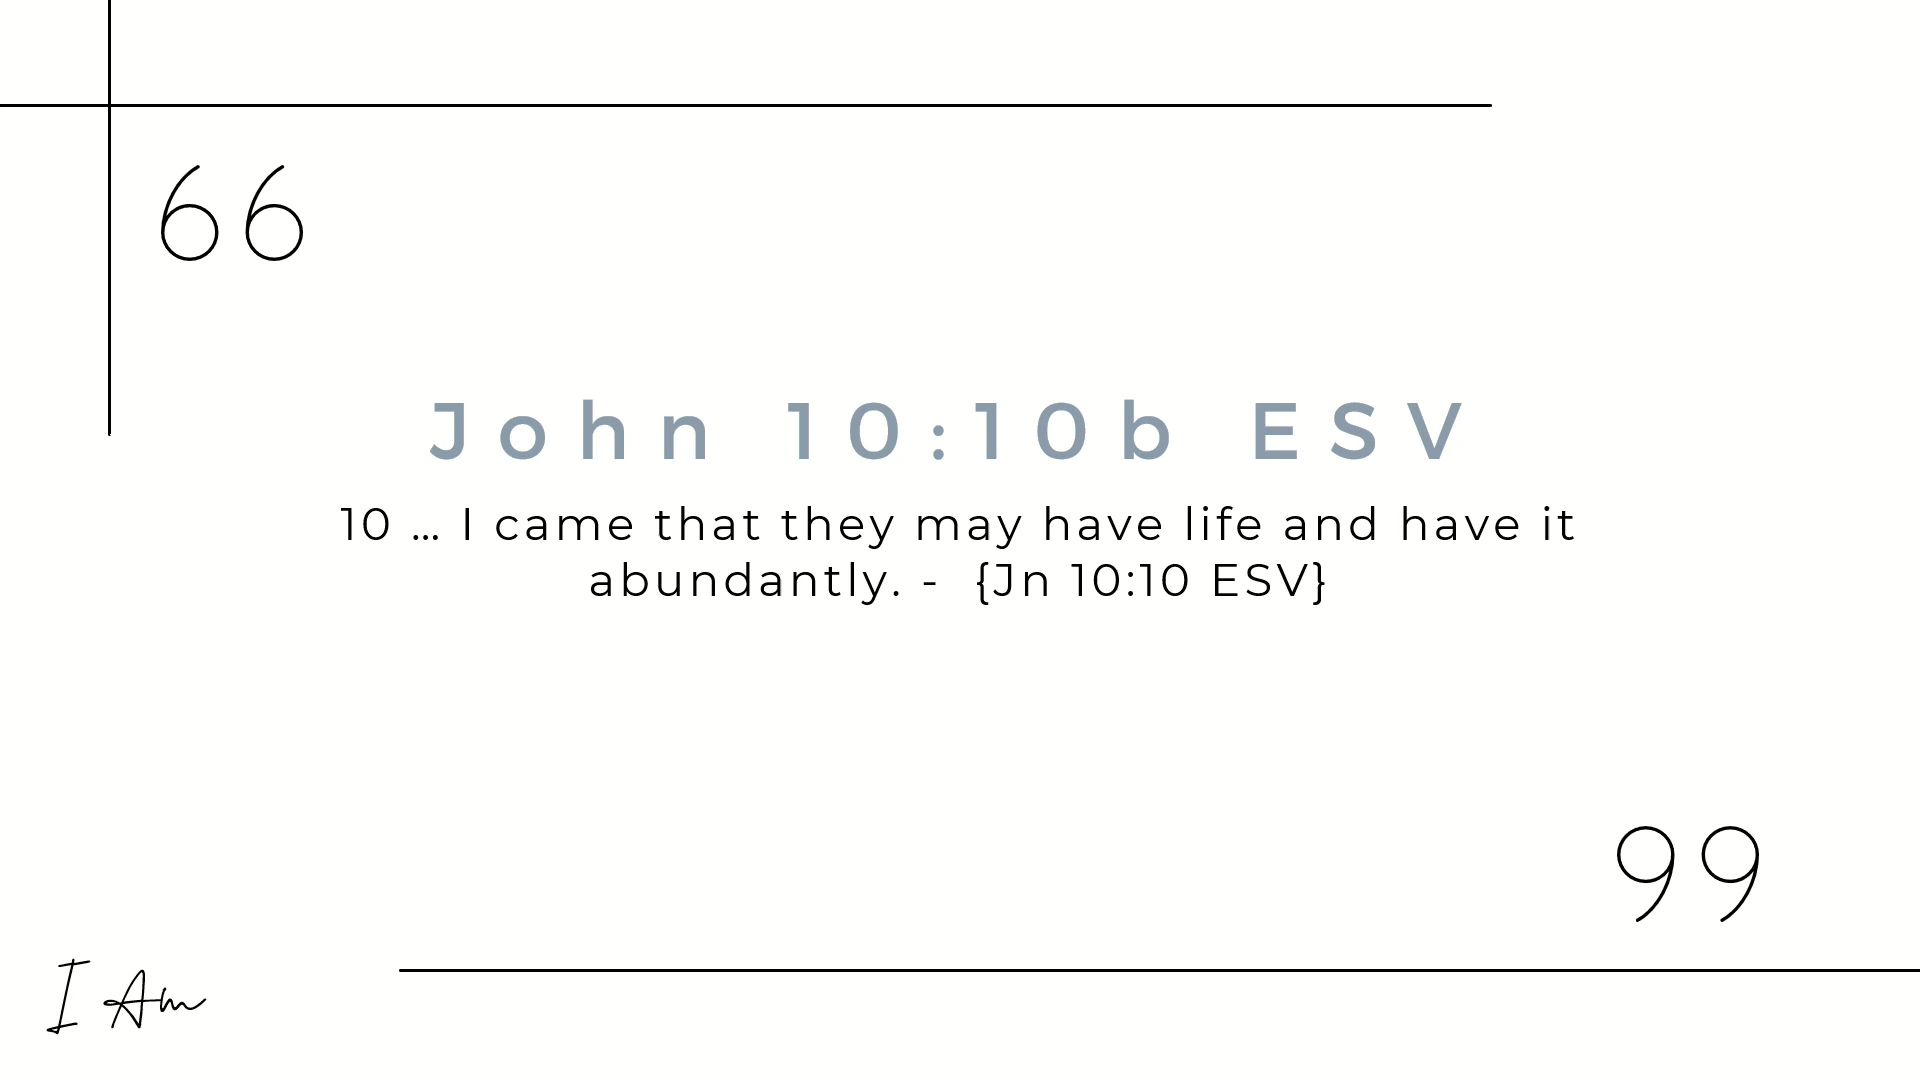 “
John 10:10b ESV
10 ... I came that they may have life and have it
abundantly. -  {Jn 10:10 ESV}
”
I Am